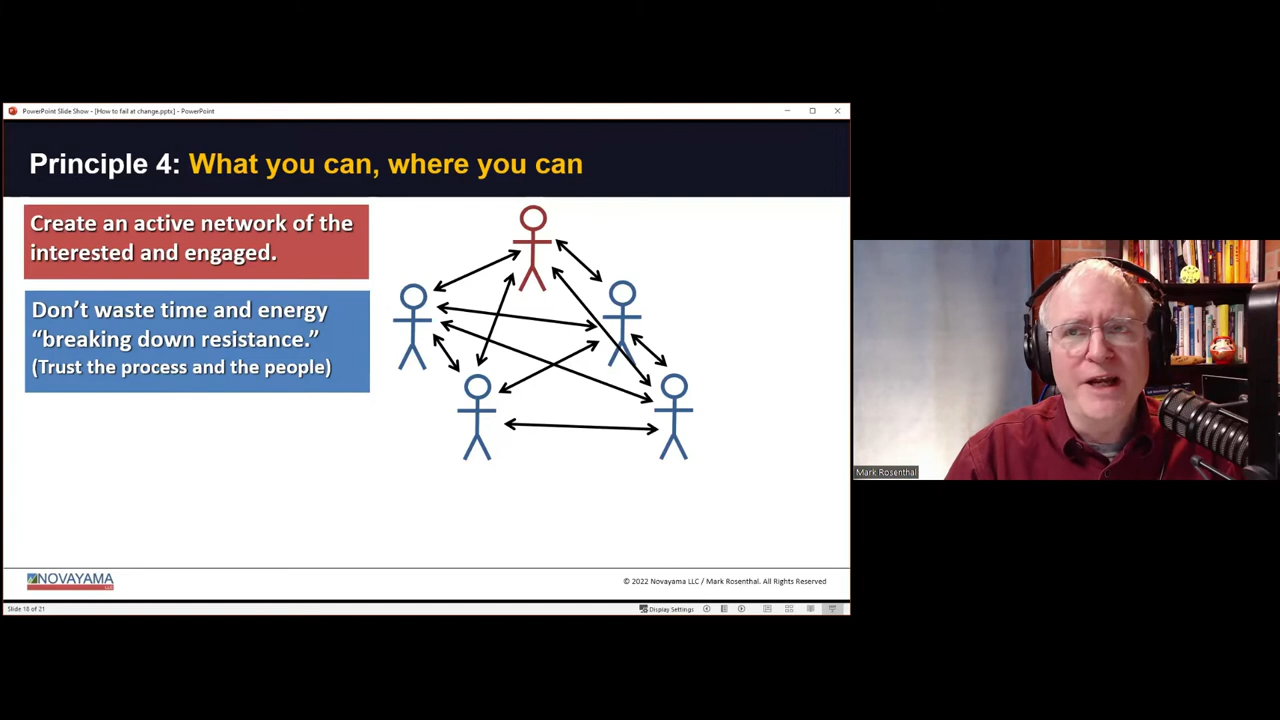 PowerPoint Slide Show - [How to fail at change.pptx] - PowerPoint
Principle 4: What you can, where you can
Create an active network of the
interested and engaged.
Don't waste time and energy
“breaking down resistance.”
(Trust the process and the people)
Mark Rosenthal
NOVAYAMA
LLC
© 2022 Novayama LLC / Mark Rosenthal. All Rights Reserved
Slide 18 of 21
Display Settings